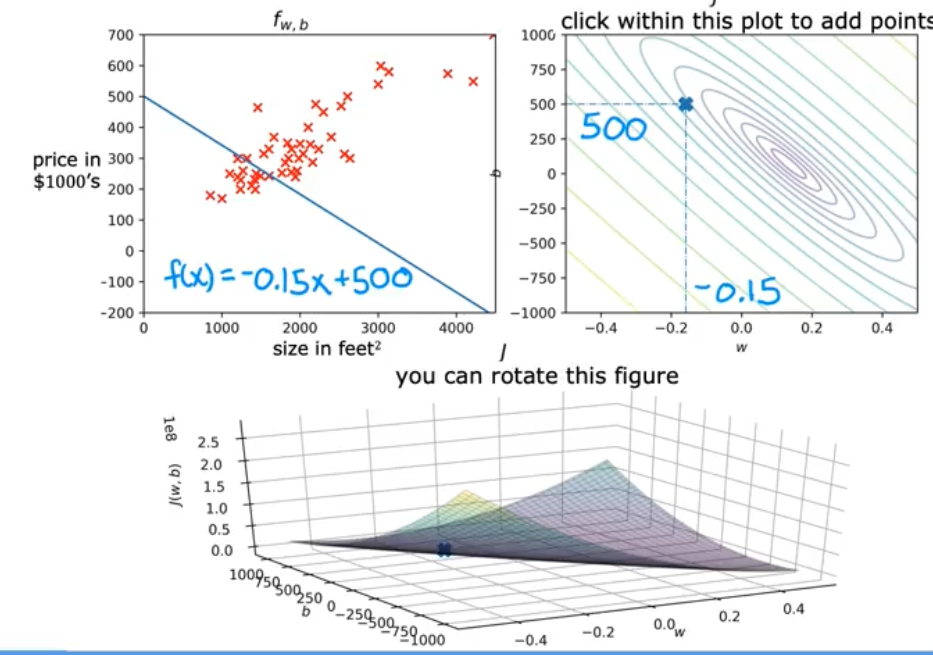 f w, b
700
600
500
400
300
200
100
0
−100
−200
price in
$1000's
f(x) = -0.15x+500
0 1000 2000 3000 4000
size in feet²
click within this plot to add points
1000
750
500
250
0
−250
−500
−750
−1000
b
500
-0.15
−0.4 −0.2 0.0 0.2 0.4
w
J
you can rotate this figure
1e8
J(w, b)
2.5
2.0
1.5
1.0
0.5
0.0
1000
750
500
250
0
−250
−500
−750
−1000
b
−0.4 −0.2 0.0 0.2 0.4
w